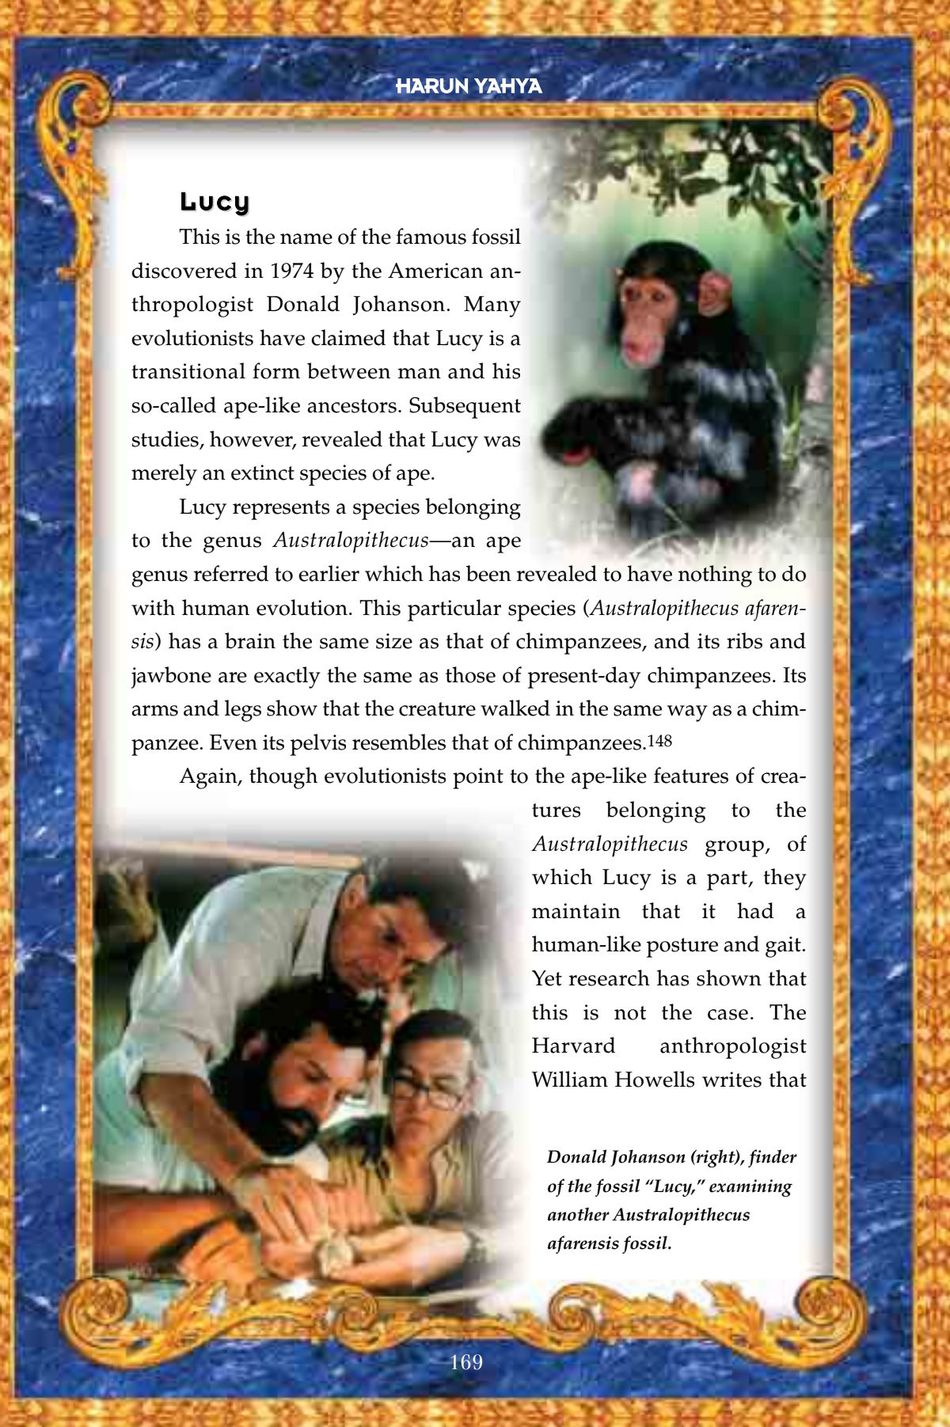 HARUN YAHYA
Lucy
This is the name of the famous fossil
discovered in 1974 by the American an-
thropologist Donald Johanson. Many
evolutionists have claimed that Lucy is a
transitional form between man and his
so-called ape-like ancestors. Subsequent
studies, however, revealed that Lucy was
merely an extinct species of ape.
Lucy represents a species belonging
to the genus Australopithecus—an ape
genus referred to earlier which has been revealed to have nothing to do
with human evolution. This particular species (Australopithecus afaren-
sis) has a brain the same size as that of chimpanzees, and its ribs and
jawbone are exactly the same as those of present-day chimpanzees. Its
arms and legs show that the creature walked in the same way as a chim-
panzee. Even its pelvis resembles that of chimpanzees.148
Again, though evolutionists point to the ape-like features of crea-
tures belonging to the
Australopithecus group, of
which Lucy is a part, they
maintain that it had a
human-like posture and gait.
Yet research has shown that
this is not the case. The
Harvard anthropologist
William Howells writes that
Donald Johanson (right), finder
of the fossil “Lucy,” examining
another Australopithecus
afarensis fossil.
169